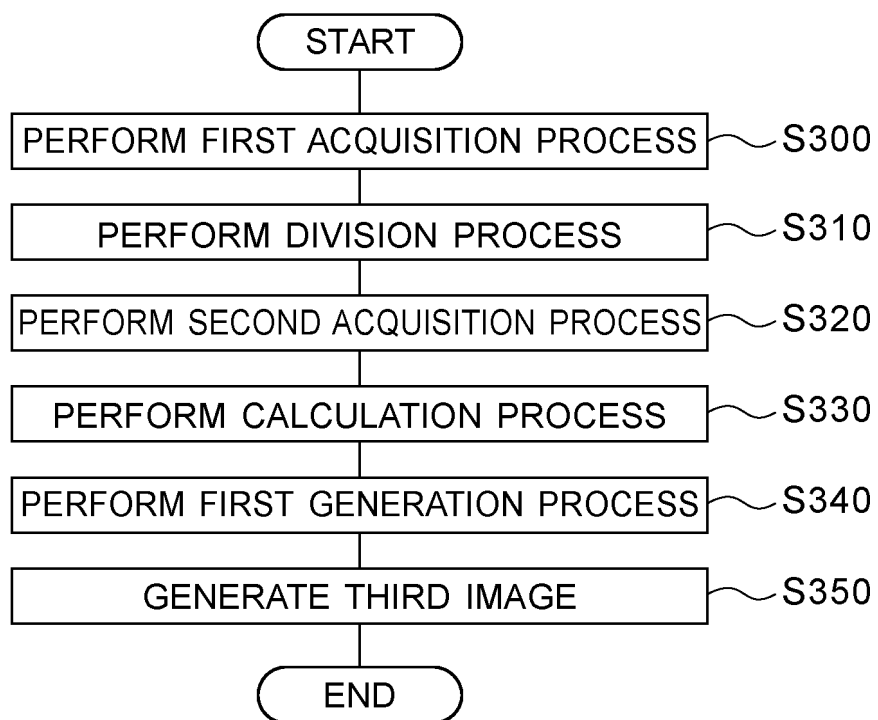 START
PERFORM FIRST ACQUISITION PROCESS S300
PERFORM DIVISION PROCESS S310
PERFORM SECOND ACQUISITION PROCESS S320
PERFORM CALCULATION PROCESS S330
PERFORM FIRST GENERATION PROCESS S340
GENERATE THIRD IMAGE S350
END